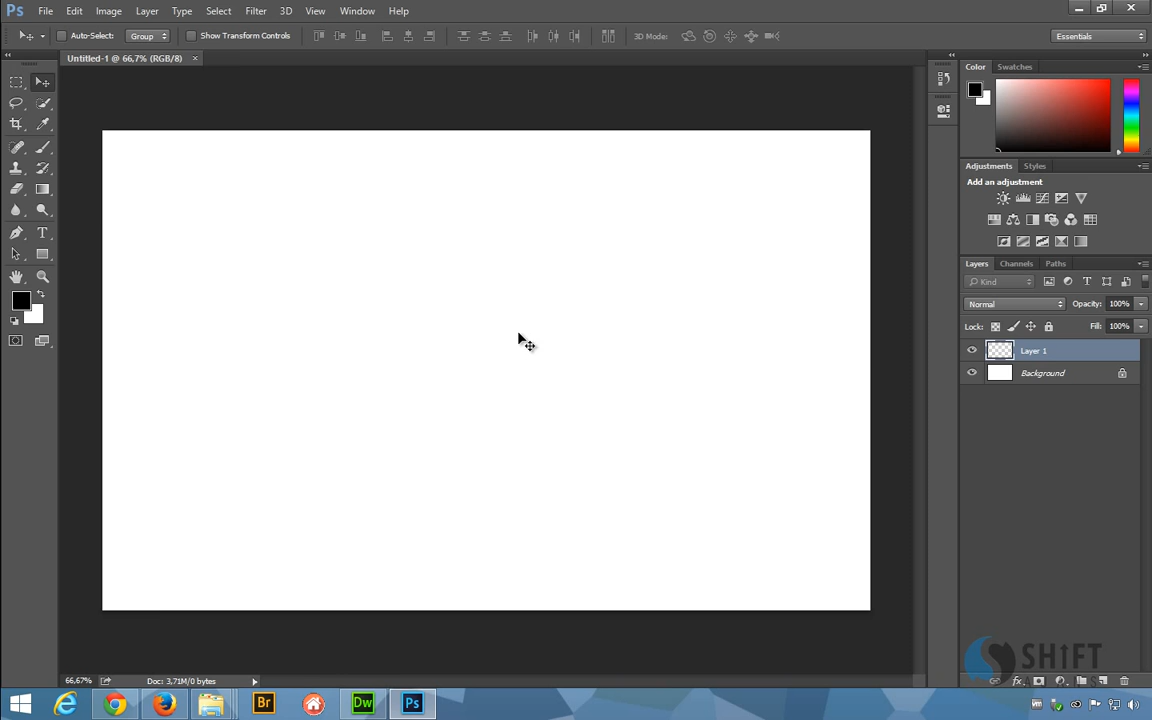 Ps File Edit Image Layer Type Select Filter 3D View Window Help
Auto-Select: Group Show Transform Controls 3D Mode: Essentials
Untitled-1 @ 66,7% (RGB/8) ×
Color Swatches
Adjustments Styles
Add an adjustment
T
Layers Channels Paths
Kind T
Normal Opacity: 100%
Lock: Fill: 100%
Layer 1
Background
SHIFT
66,67% Doc: 3,71M/0 bytes
fx
Br Dw Ps